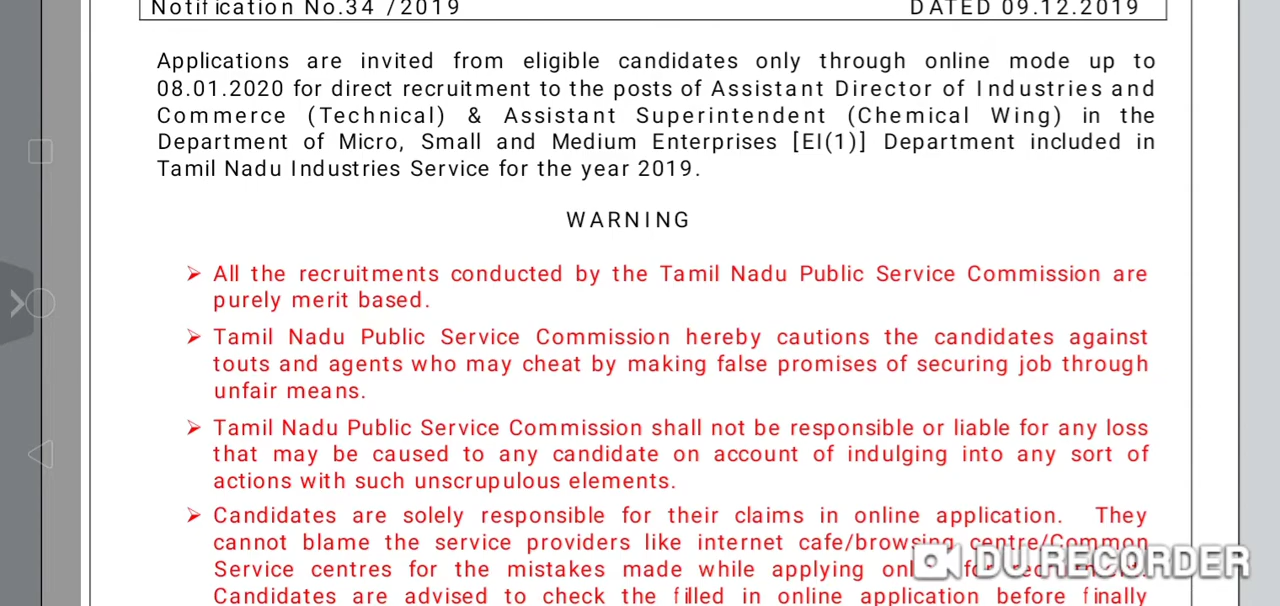 Notification No.34 /2019 DATED 09.12.2019
Applications are invited from eligible candidates only through online mode up to
08.01.2020 for direct recruitment to the posts of Assistant Director of Industries and
Commerce (Technical) & Assistant Superintendent (Chemical Wing) in the
Department of Micro, Small and Medium Enterprises [EI(1)] Department included in
Tamil Nadu Industries Service for the year 2019.
WARNING
➢ All the recruitments conducted by the Tamil Nadu Public Service Commission are
purely merit based.
➢ Tamil Nadu Public Service Commission hereby cautions the candidates against
touts and agents who may cheat by making false promises of securing job through
unfair means.
➢ Tamil Nadu Public Service Commission shall not be responsible or liable for any loss
that may be caused to any candidate on account of indulging into any sort of
actions with such unscrupulous elements.
➢ Candidates are solely responsible for their claims in online application. They
cannot blame the service providers like internet cafe/browsing centre/Common
Service centres for the mistakes made while applying for
Candidates are advised to check the filled in online application before finally
DU RECORDER